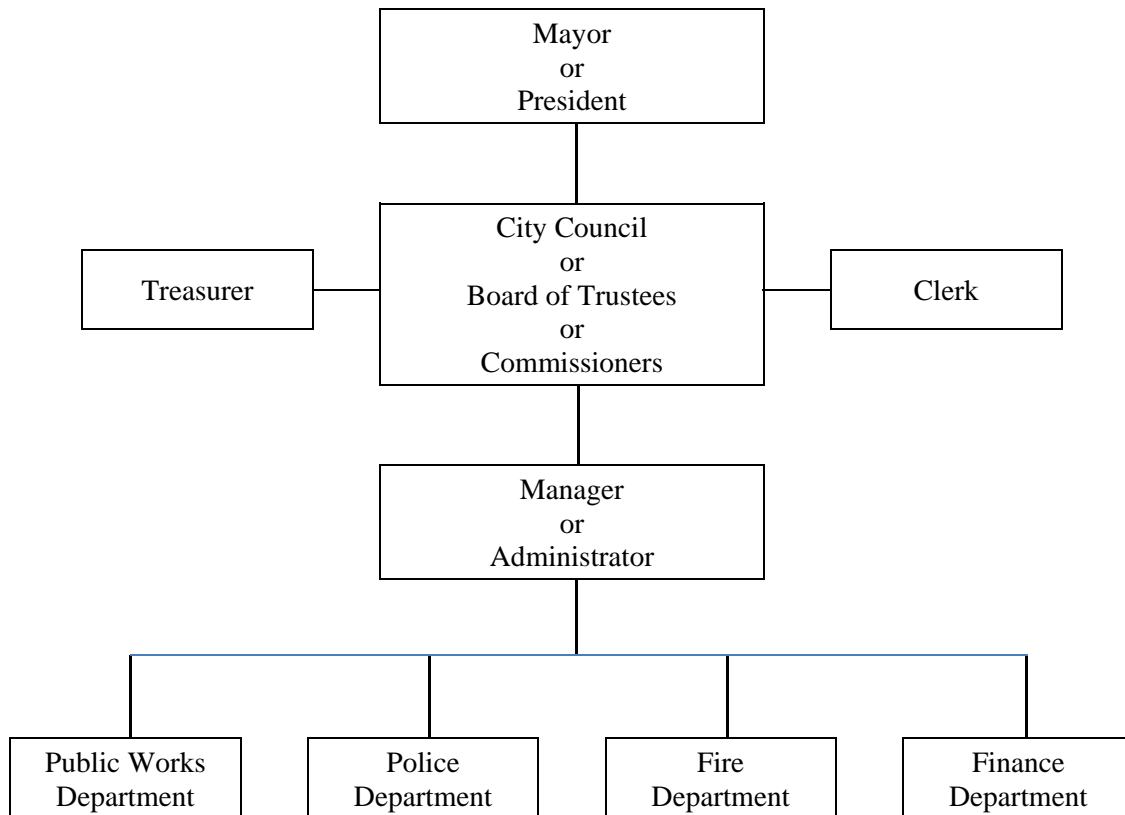 Mayor
or
President
City Council
or
Board of Trustees
or
Commissioners
Treasurer
Clerk
Manager
or
Administrator
Public Works
Department
Police
Department
Fire
Department
Finance
Department